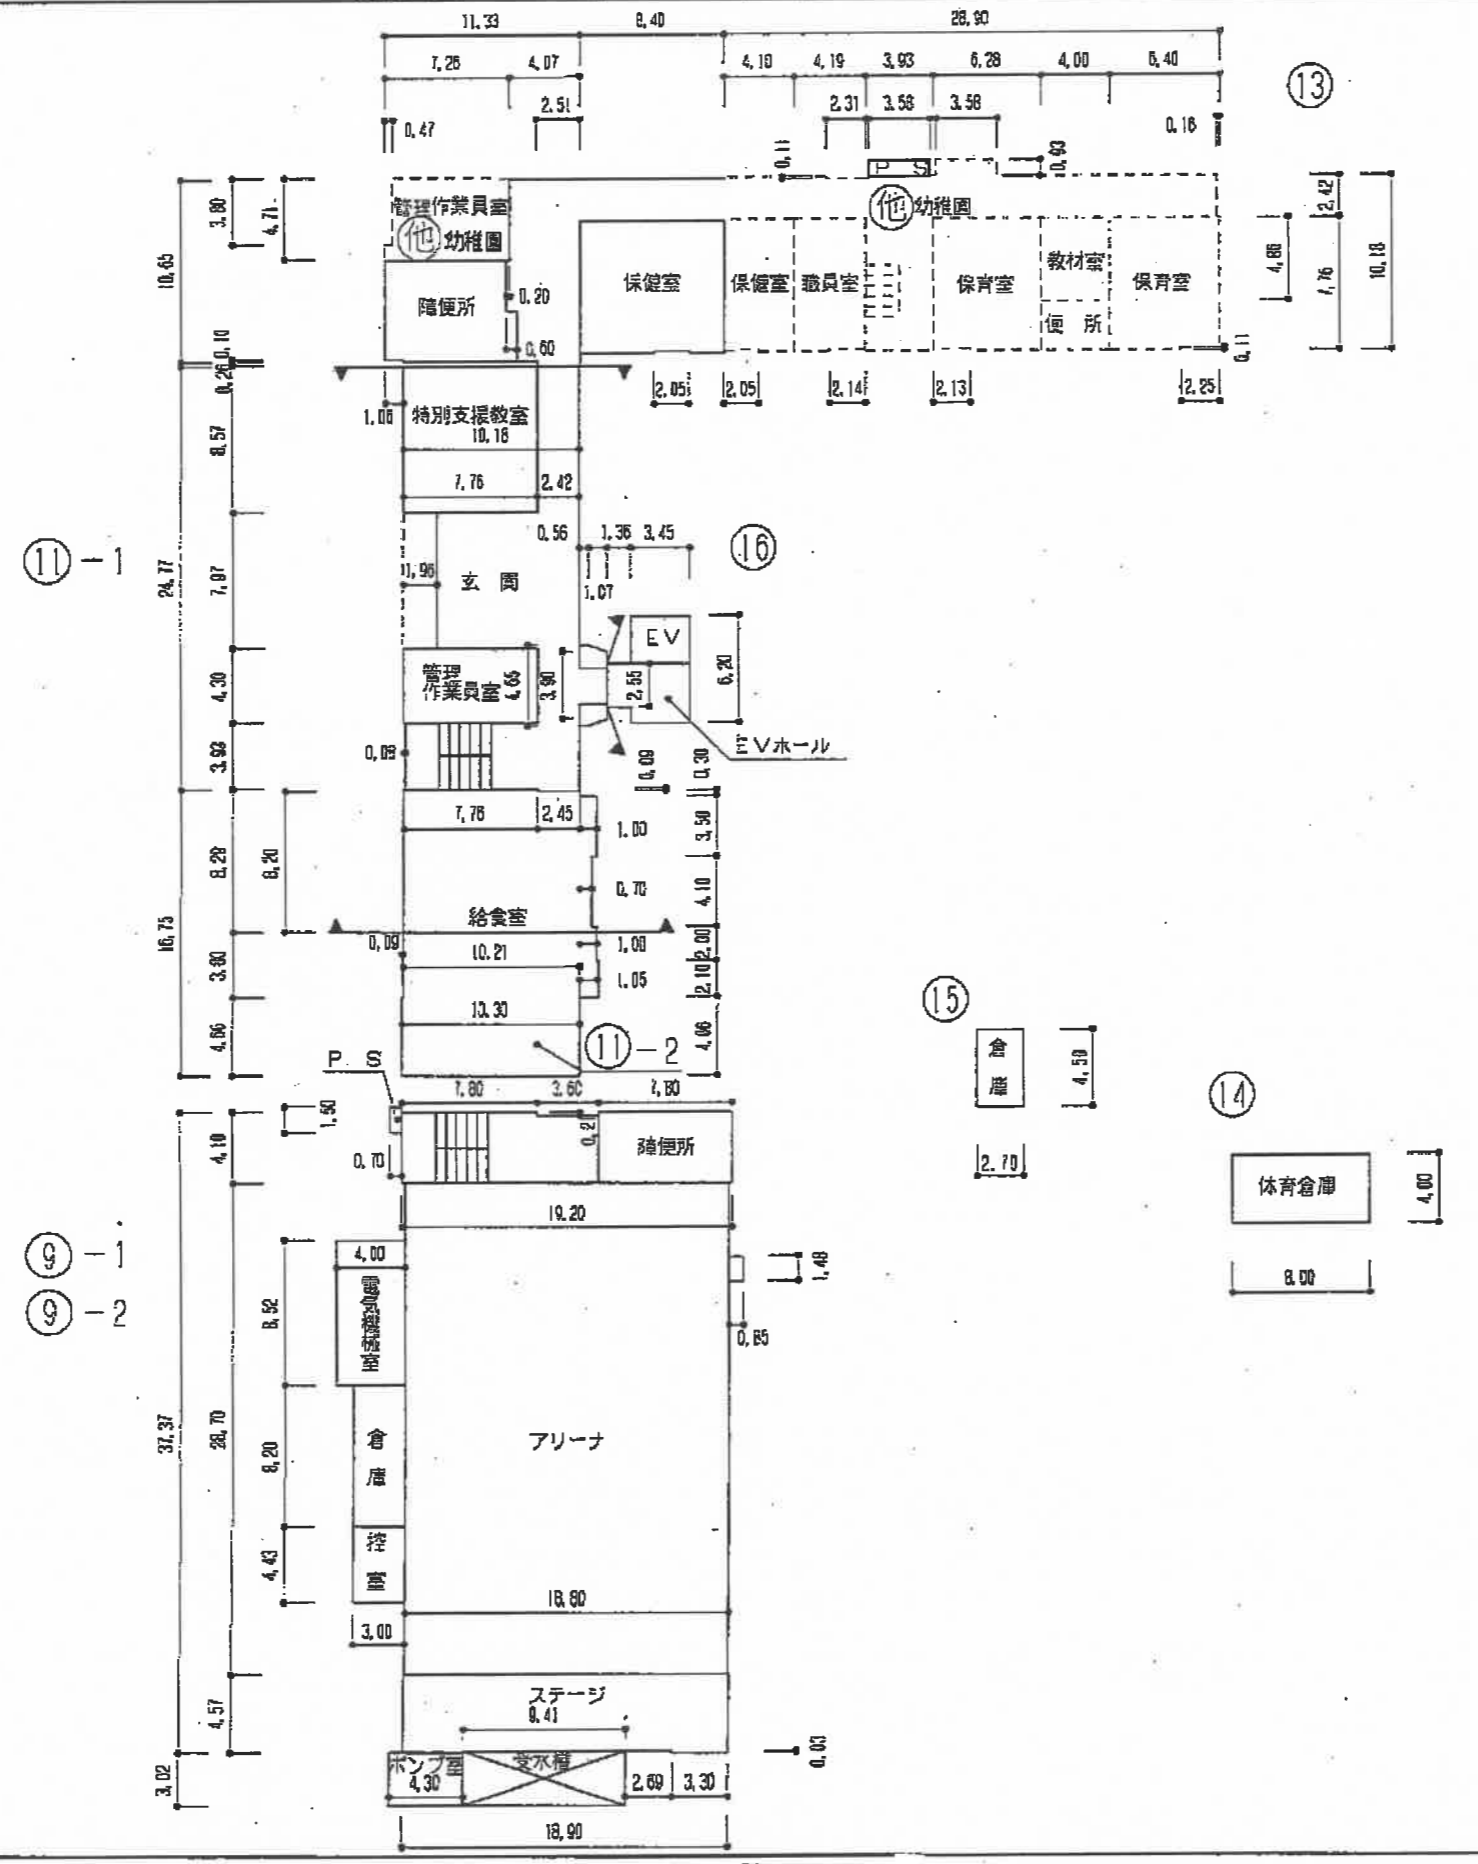 11.33 8.40 28.90
7.26 4.07 4.10 4.19 3.93 6.28 4.00 6.40
2.51 2.31 3.58 3.58
0.47 0.11 0.93 0.16
⑬
P S
管理作業員室
他 幼稚園
他 幼稚園
3.80 4.71 10.65
2.42 4.86 7.76 10.18
障便所
保健室
保健室 職員室 保育室 教材室 保育室
便 所
0.20
0.60
0.10
0.26
0.11
2.05 2.05 2.14 2.13 2.25
1.06
特別支援教室
10.18
8.57
7.76 2.42
0.56 1.36 3.45
⑯
⑪-1
24.77
7.97
1.96
玄 関
1.07
EV
6.20
管理
作業員室
4.65 3.90 2.55
4.30
EVホール
0.09 0.30
3.93
7.76 2.45
1.00
3.50
8.29 8.20
0.70
4.10
給食室
16.75
0.09
10.21
1.00
2.00
3.80
1.05
2.10
10.30
4.66
⑪-2
4.06
⑮
倉
庫
4.50
2.70
⑭
体育倉庫
4.00
8.00
P S
7.80 3.60 7.80
1.50
4.10
0.70
障便所
19.20
⑨-1
⑨-2
4.00
1.48
0.85
8.52
電気機械室
37.37
28.70
アリーナ
8.20
倉
庫
4.43
控
室
18.80
3.00
ステージ
9.41
4.57
0.03
ポンプ室 受水槽
4.30 2.69 3.30
3.02
18.90